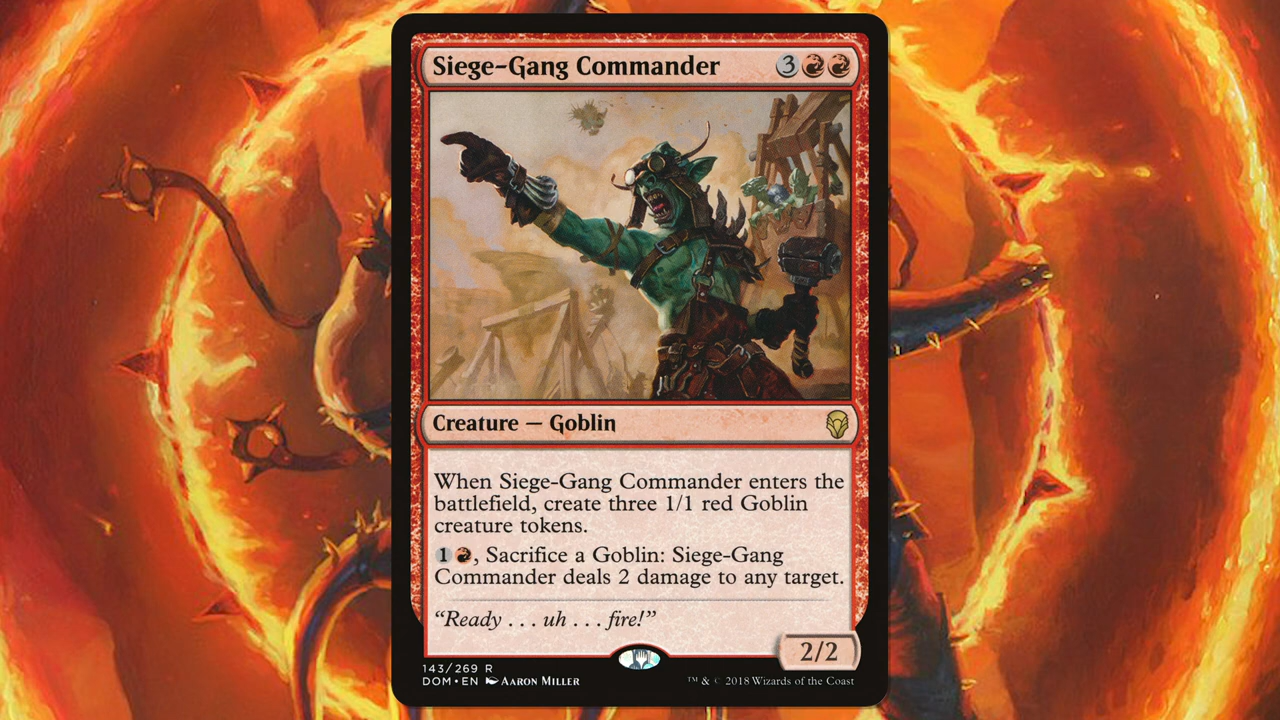 Siege-Gang Commander 3
Creature — Goblin
When Siege-Gang Commander enters the
battlefield, create three 1/1 red Goblin
creature tokens.
1, Sacrifice a Goblin: Siege-Gang
Commander deals 2 damage to any target.
“Ready . . . uh . . . fire!”
2/2
143/269 R
DOM • EN Aaron Miller
™ & © 2018 Wizards of the Coast